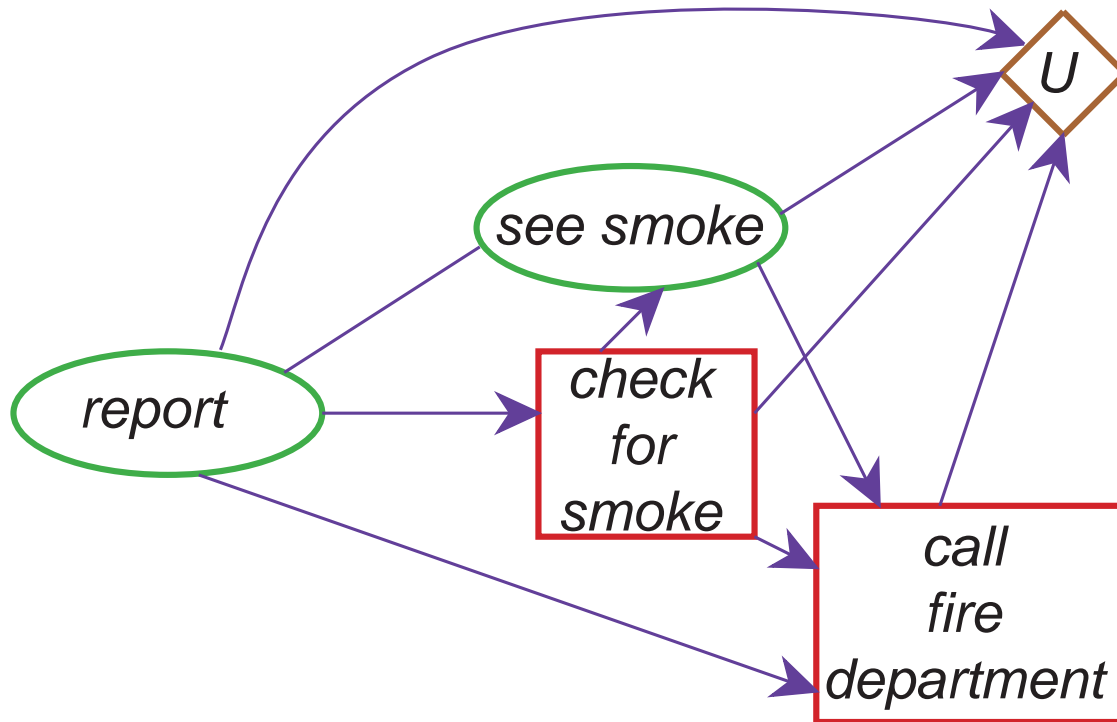 U
see smoke
report
check
for
smoke
call
fire
department